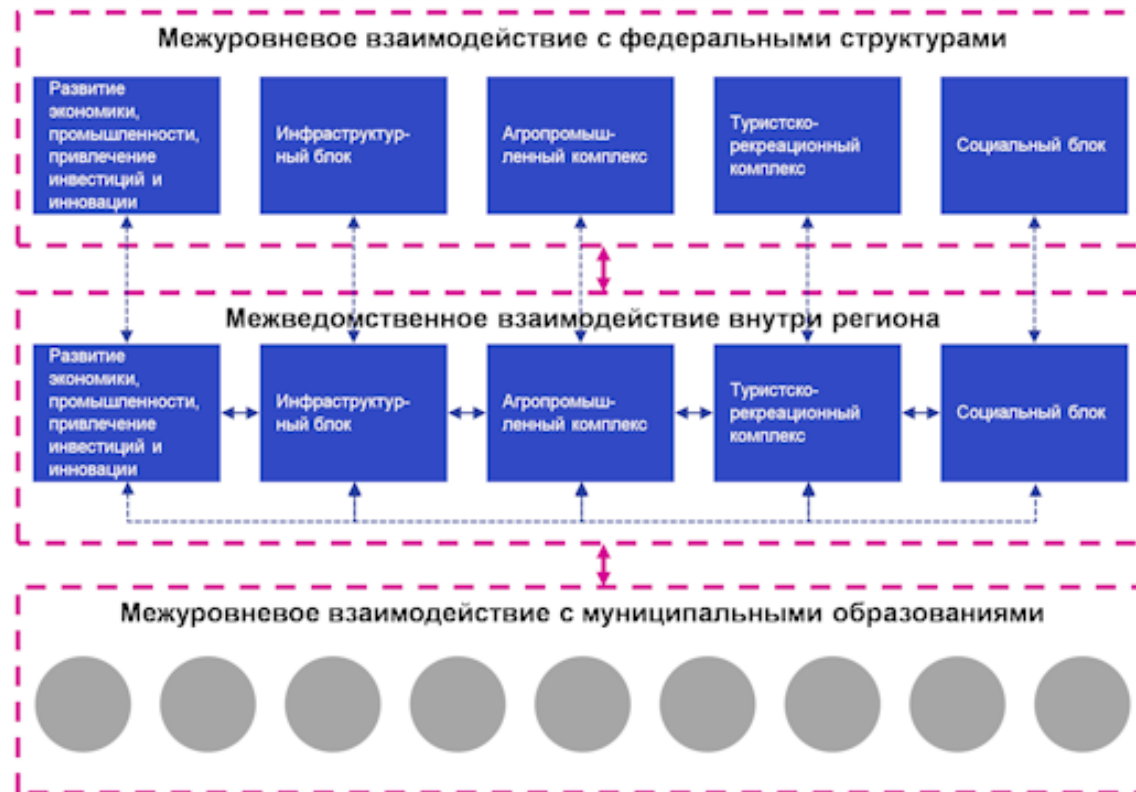 Межуровневое взаимодействие с федеральными структурами
Развитие
экономики,
промышленности,
привлечение
инвестиций и
инновации
Инфраструктур-
ный блок
Агропромыш-
ленный комплекс
Туристско-
рекреационный
комплекс
Социальный блок
Межведомственное взаимодействие внутри региона
Развитие
экономики,
промышленности,
привлечение
инвестиций и
инновации
Инфраструктур-
ный блок
Агропромыш-
ленный комплекс
Туристско-
рекреационный
комплекс
Социальный блок
Межуровневое взаимодействие с муниципальными образованиями